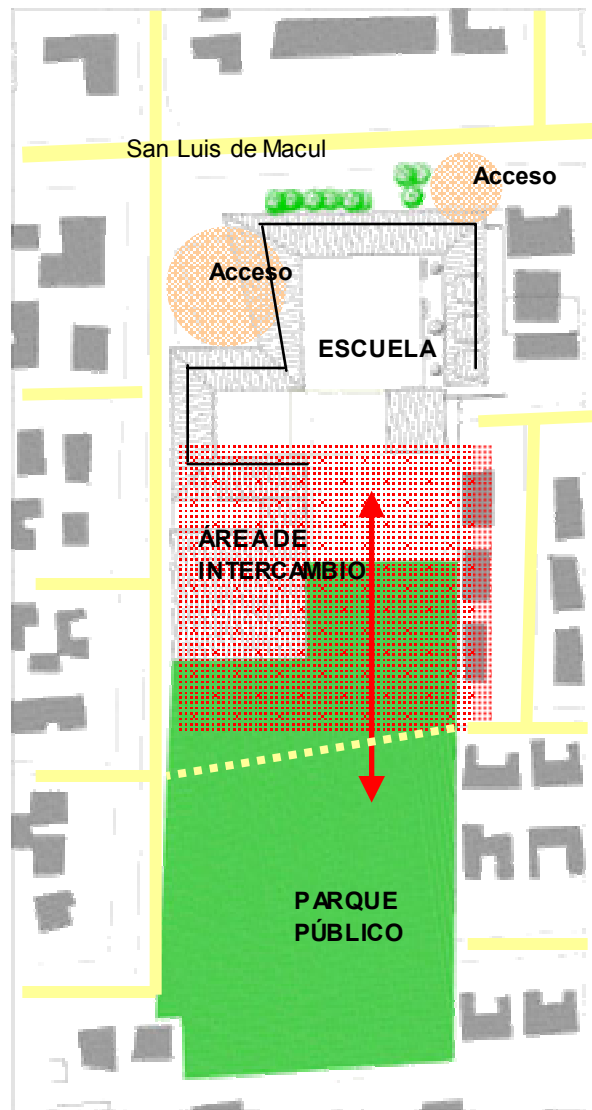 San Luis de Macul
Acceso
Acceso
ESCUELA
ÁREA DE
INTERCAMBIO
PARQUE
PÚBLICO